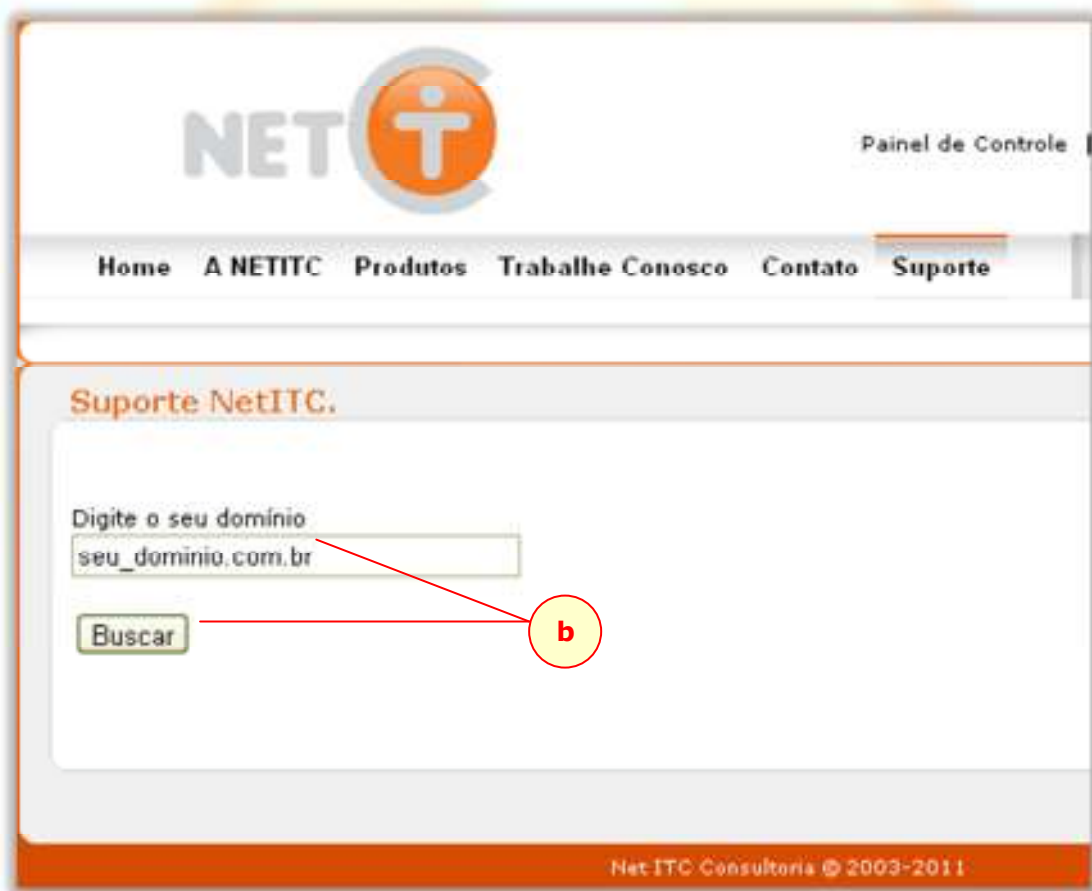 NET iTC
Painel de Controle
Home A NETITC Produtos Trabalhe Conosco Contato Suporte
Suporte NetITC.
Digite o seu domínio
seu_dominio.com.br
Buscar
b
Net ITC Consultoria © 2003-2011